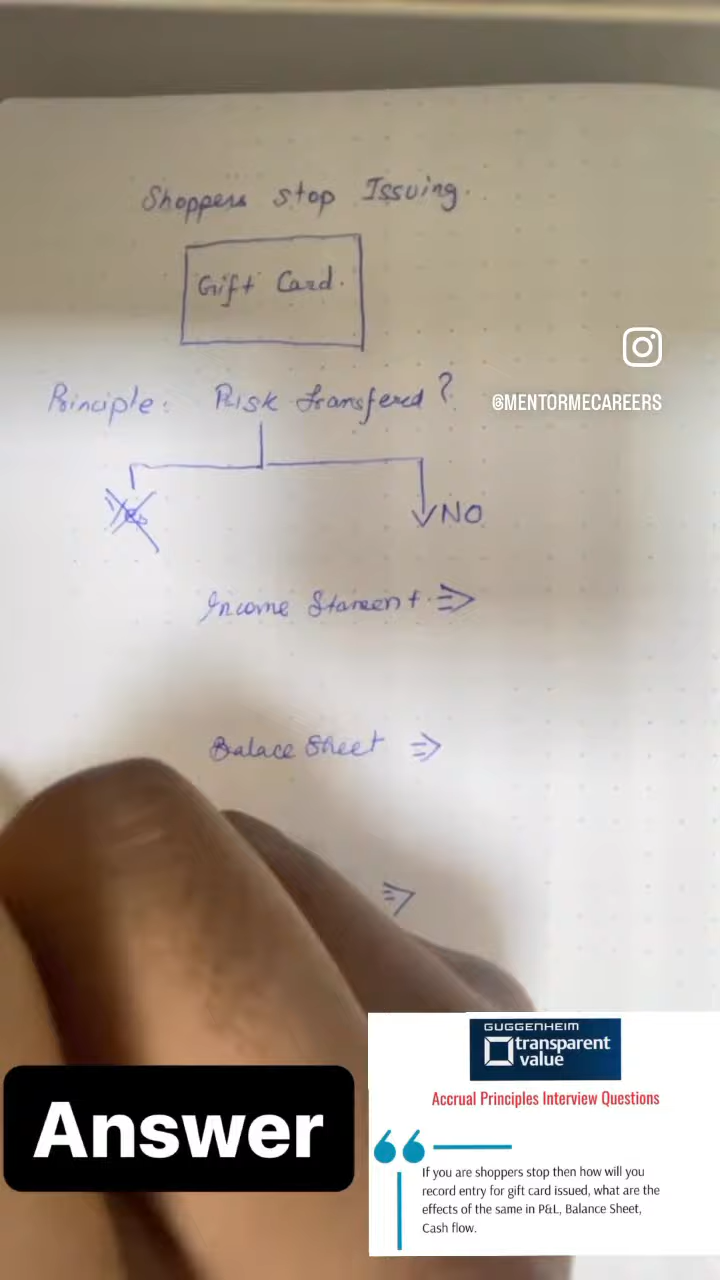 Shoppers stop Issuing.
Gift Card.
Principle: Risk transfered?
@MENTORMECAREERS
Yes
NO
Income Stament
Balace Sheet
GUGGENHEIM
transparent
value
Accrual Principles Interview Questions
Answer
If you are shoppers stop then how will you
record entry for gift card issued, what are the
effects of the same in P&L, Balance Sheet,
Cash flow.